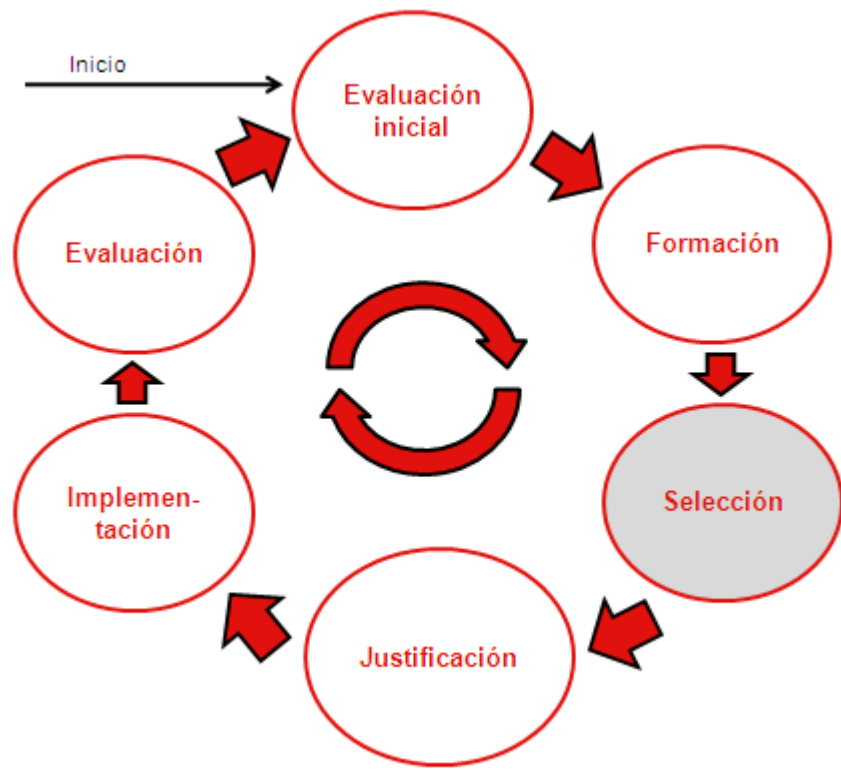 Inicio
Evaluación
inicial
Formación
Selección
Justificación
Implemen-
tación
Evaluación